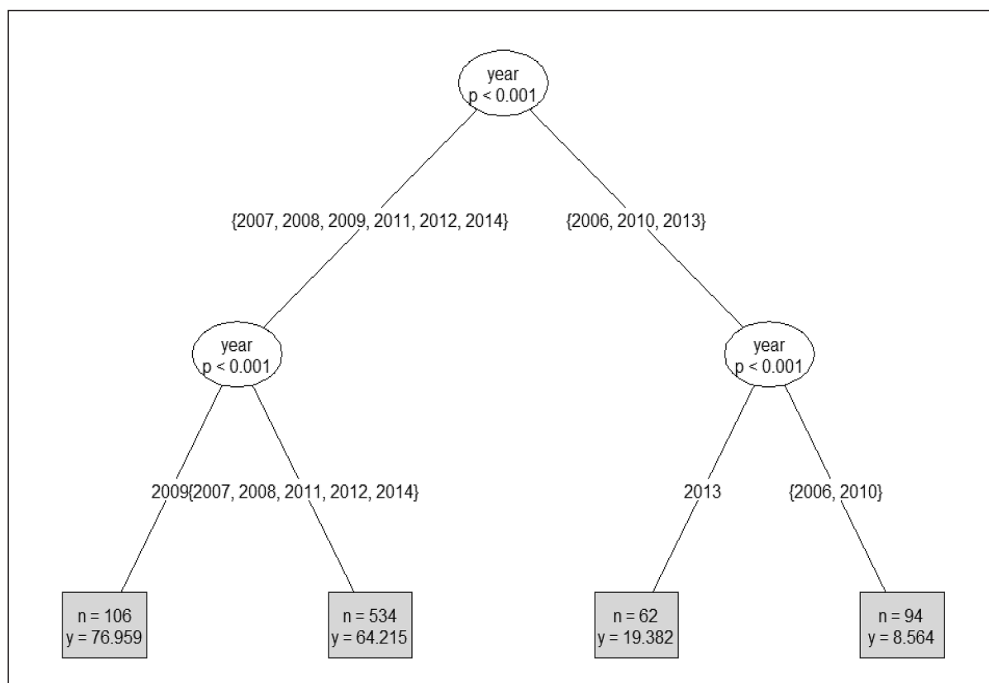 year
p < 0.001
{2007, 2008, 2009, 2011, 2012, 2014}
{2006, 2010, 2013}
year
p < 0.001
year
p < 0.001
2009
{2007, 2008, 2011, 2012, 2014}
2013
{2006, 2010}
n = 106
y = 76.959
n = 534
y = 64.215
n = 62
y = 19.382
n = 94
y = 8.564